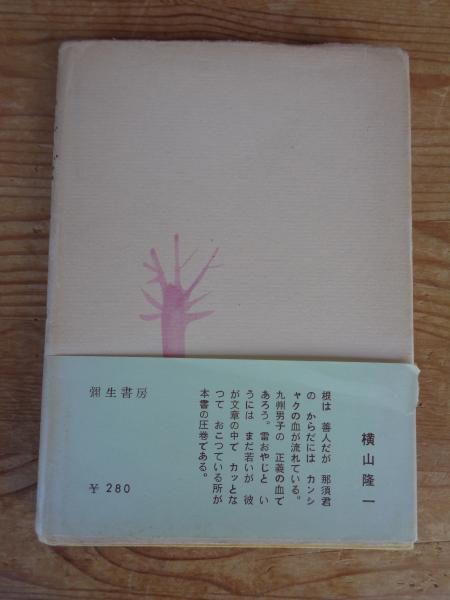 横山隆一
根は 善人だが 那須君
の からだには カンシ
ャクの血が流れている。
九州男子の 正義の血で
あろう。雷おやじと い
うには まだ若いが 彼
が文章の中で カッとな
つて おこつている所が
本書の圧巻である。
彌生書房
¥ 280